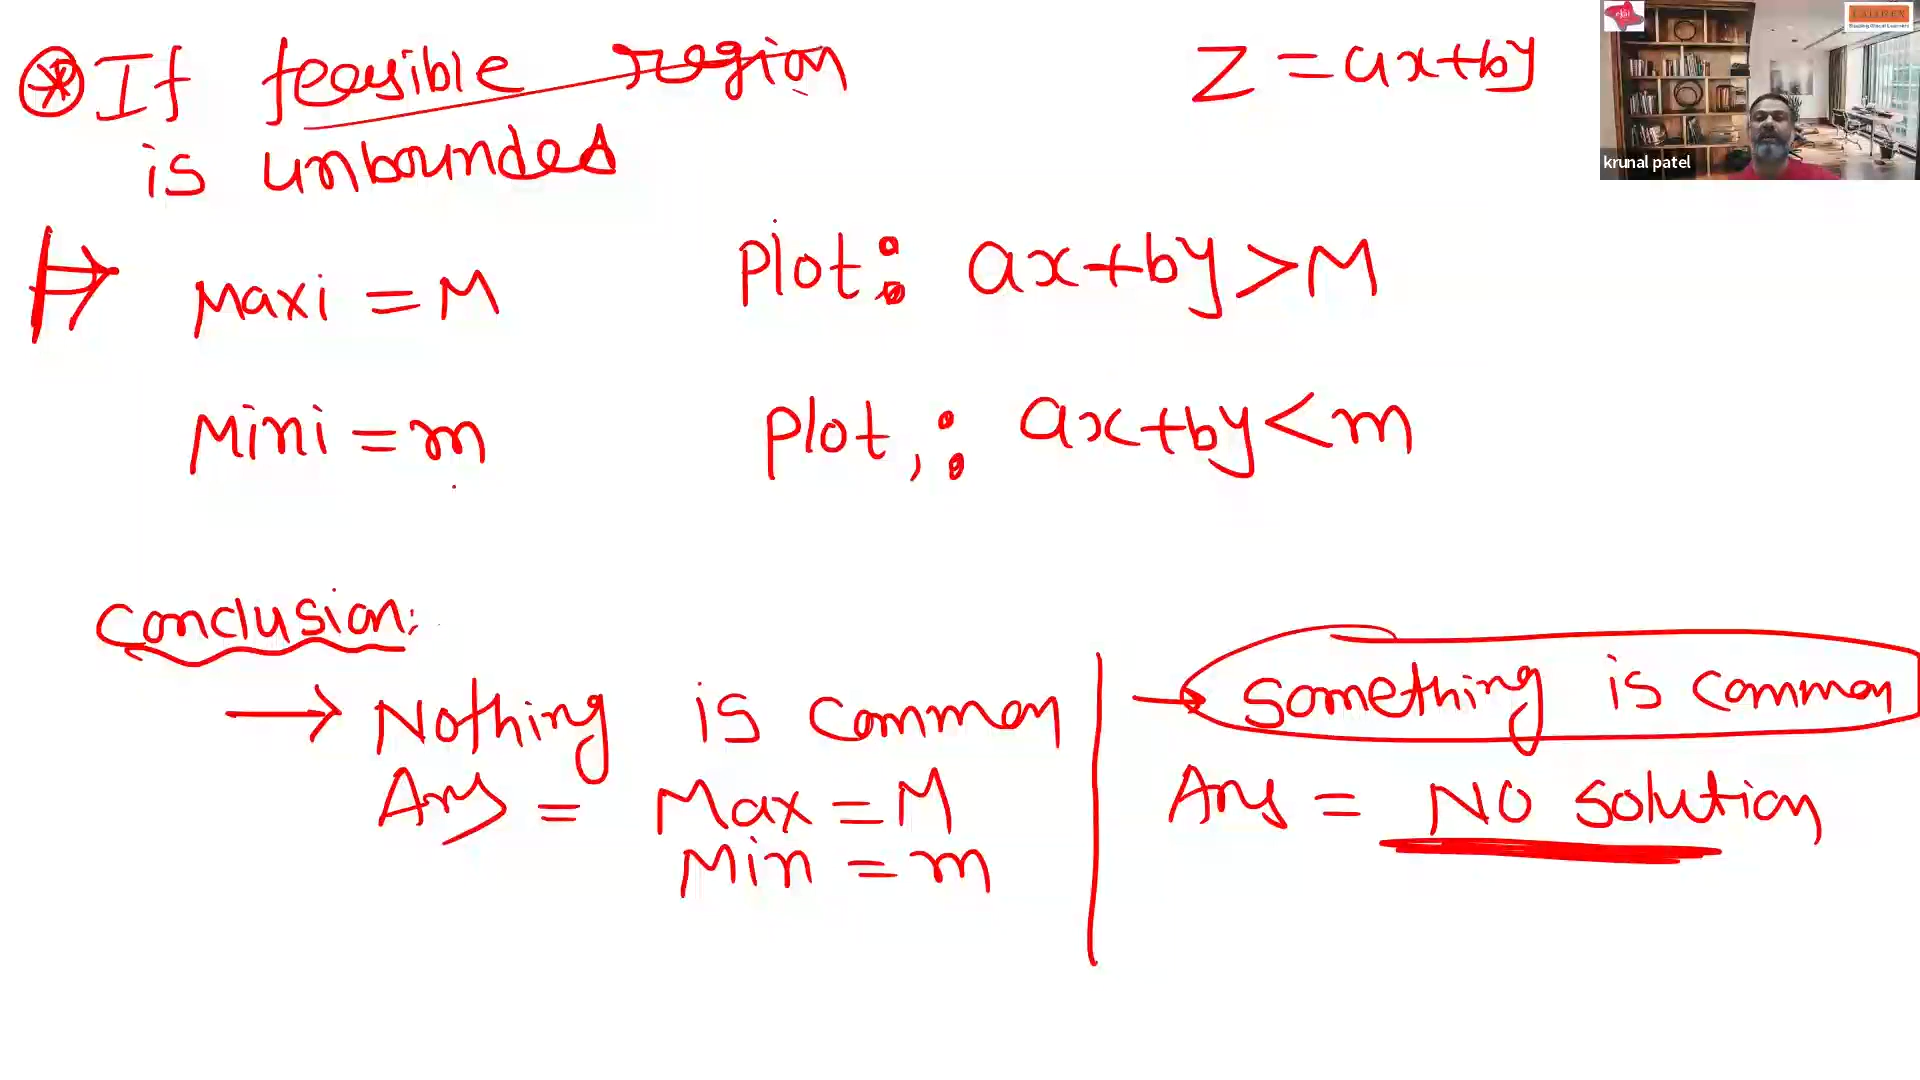 If feasible region
is unbounded
Z = ax+by
krunal patel
Maxi = M
Plot: ax+by > M
Mini = m
Plot,: ax+by < m
Conclusion:
→ Nothing is common
Ans = Max = M
Min = m
→ Something is common
Ans = NO solution